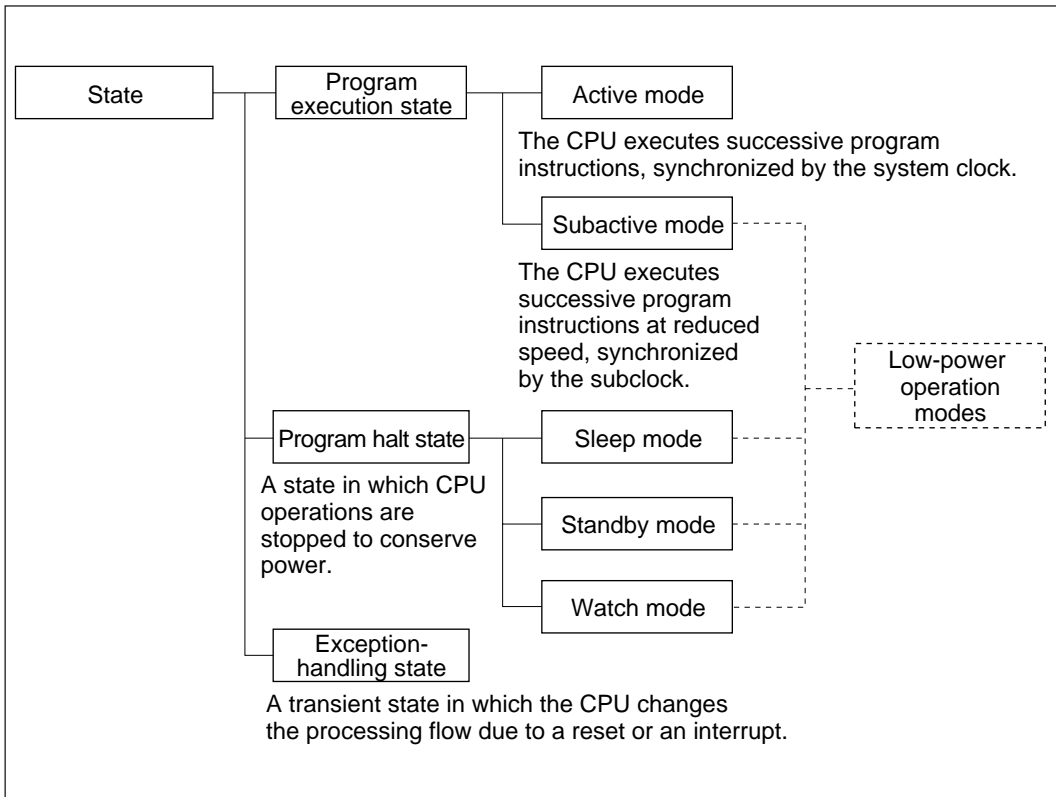 State
Program
execution state
Active mode
The CPU executes successive program
instructions, synchronized by the system clock.
Subactive mode
The CPU executes
successive program
instructions at reduced
speed, synchronized
by the subclock.
Low-power
operation
modes
Program halt state
A state in which CPU
operations are
stopped to conserve
power.
Sleep mode
Standby mode
Watch mode
Exception-
handling state
A transient state in which the CPU changes
the processing flow due to a reset or an interrupt.